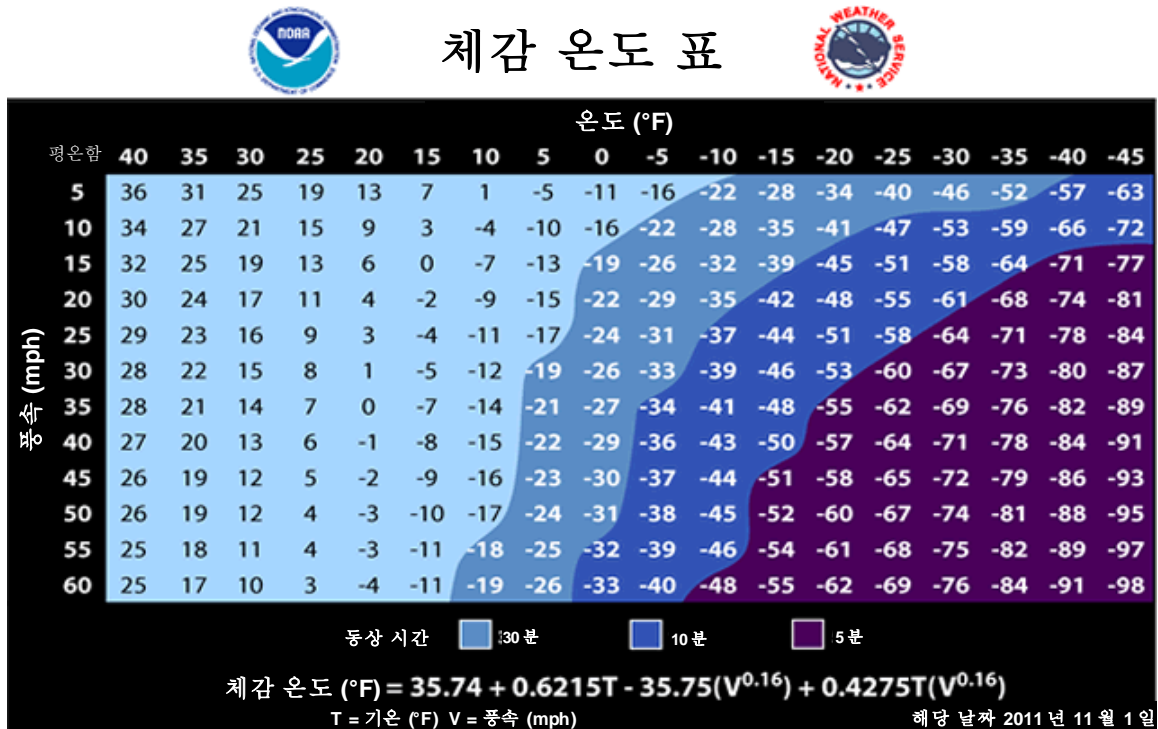 체감 온도 표
NOAA
NATIONAL WEATHER SERVICE
온도 (°F)
평온함 40 35 30 25 20 15 10 5 0 -5 -10 -15 -20 -25 -30 -35 -40 -45
5 36 31 25 19 13 7 1 -5 -11 -16 -22 -28 -34 -40 -46 -52 -57 -63
10 34 27 21 15 9 3 -4 -10 -16 -22 -28 -35 -41 -47 -53 -59 -66 -72
15 32 25 19 13 6 0 -7 -13 -19 -26 -32 -39 -45 -51 -58 -64 -71 -77
20 30 24 17 11 4 -2 -9 -15 -22 -29 -35 -42 -48 -55 -61 -68 -74 -81
25 29 23 16 9 3 -4 -11 -17 -24 -31 -37 -44 -51 -58 -64 -71 -78 -84
30 28 22 15 8 1 -5 -12 -19 -26 -33 -39 -46 -53 -60 -67 -73 -80 -87
35 28 21 14 7 0 -7 -14 -21 -27 -34 -41 -48 -55 -62 -69 -76 -82 -89
40 27 20 13 6 -1 -8 -15 -22 -29 -36 -43 -50 -57 -64 -71 -78 -84 -91
45 26 19 12 5 -2 -9 -16 -23 -30 -37 -44 -51 -58 -65 -72 -79 -86 -93
50 26 19 12 4 -3 -10 -17 -24 -31 -38 -45 -52 -60 -67 -74 -81 -88 -95
55 25 18 11 4 -3 -11 -18 -25 -32 -39 -46 -54 -61 -68 -75 -82 -89 -97
60 25 17 10 3 -4 -11 -19 -26 -33 -40 -48 -55 -62 -69 -76 -84 -91 -98
풍속 (mph)
동상 시간 30 분 10 분 5 분
체감 온도 (°F) = 35.74 + 0.6215T - 35.75(V^0.16) + 0.4275T(V^0.16)
T = 기온 (°F) V = 풍속 (mph)
해당 날짜 2011 년 11 월 1 일